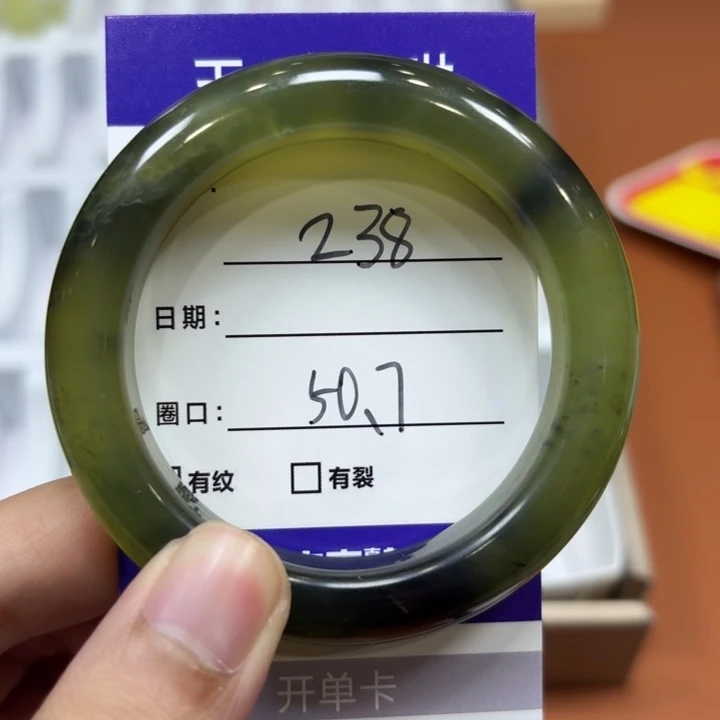 238
日期：
圈口： 50、7
有纹 有裂
开单卡